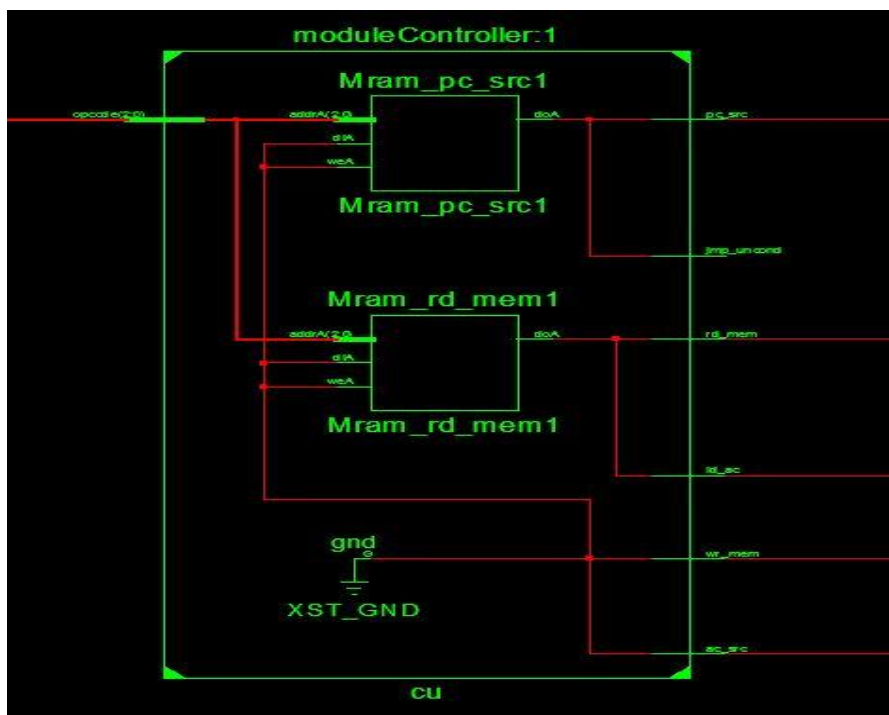 moduleController:1
Mram_pc_src1
opcode(2:0)
addrA(2:0)
doA
pc_src
diA
weA
Mram_pc_src1
jmp_uncond
Mram_rd_mem1
addrA(2:0)
doA
rd_mem
diA
weA
Mram_rd_mem1
ld_ac
gnd
G
wr_mem
XST_GND
ac_src
cu